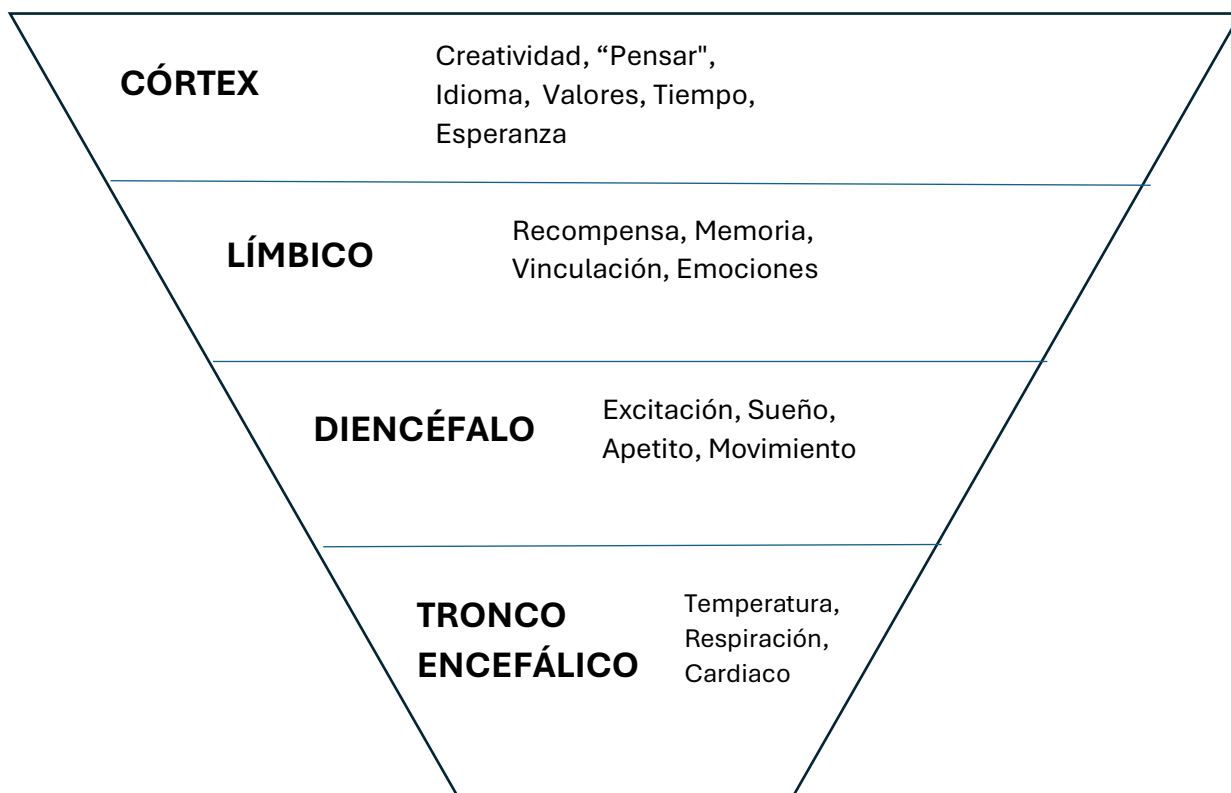 CÓRTEX
Creatividad, “Pensar",
Idioma,  Valores, Tiempo,
Esperanza
LÍMBICO
Recompensa, Memoria,
Vinculación, Emociones
DIENCÉFALO
Excitación, Sueño,
Apetito, Movimiento
TRONCO
ENCEFÁLICO
Temperatura,
Respiración,
Cardiaco